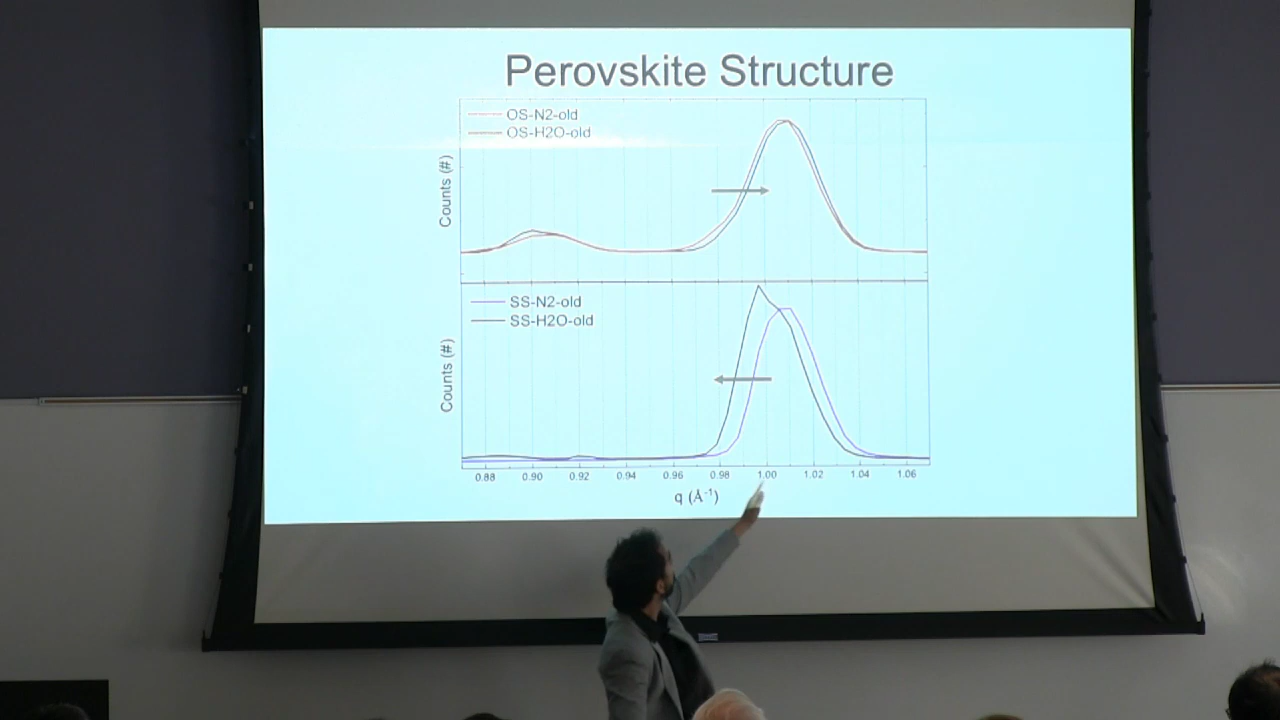 Perovskite Structure
OS-N2-old
OS-H2O-old
Counts (#)
SS-N2-old
SS-H2O-old
Counts (#)
0.88 0.90 0.92 0.94 0.96 0.98 1.00 1.02 1.04 1.06
q (Å⁻¹)